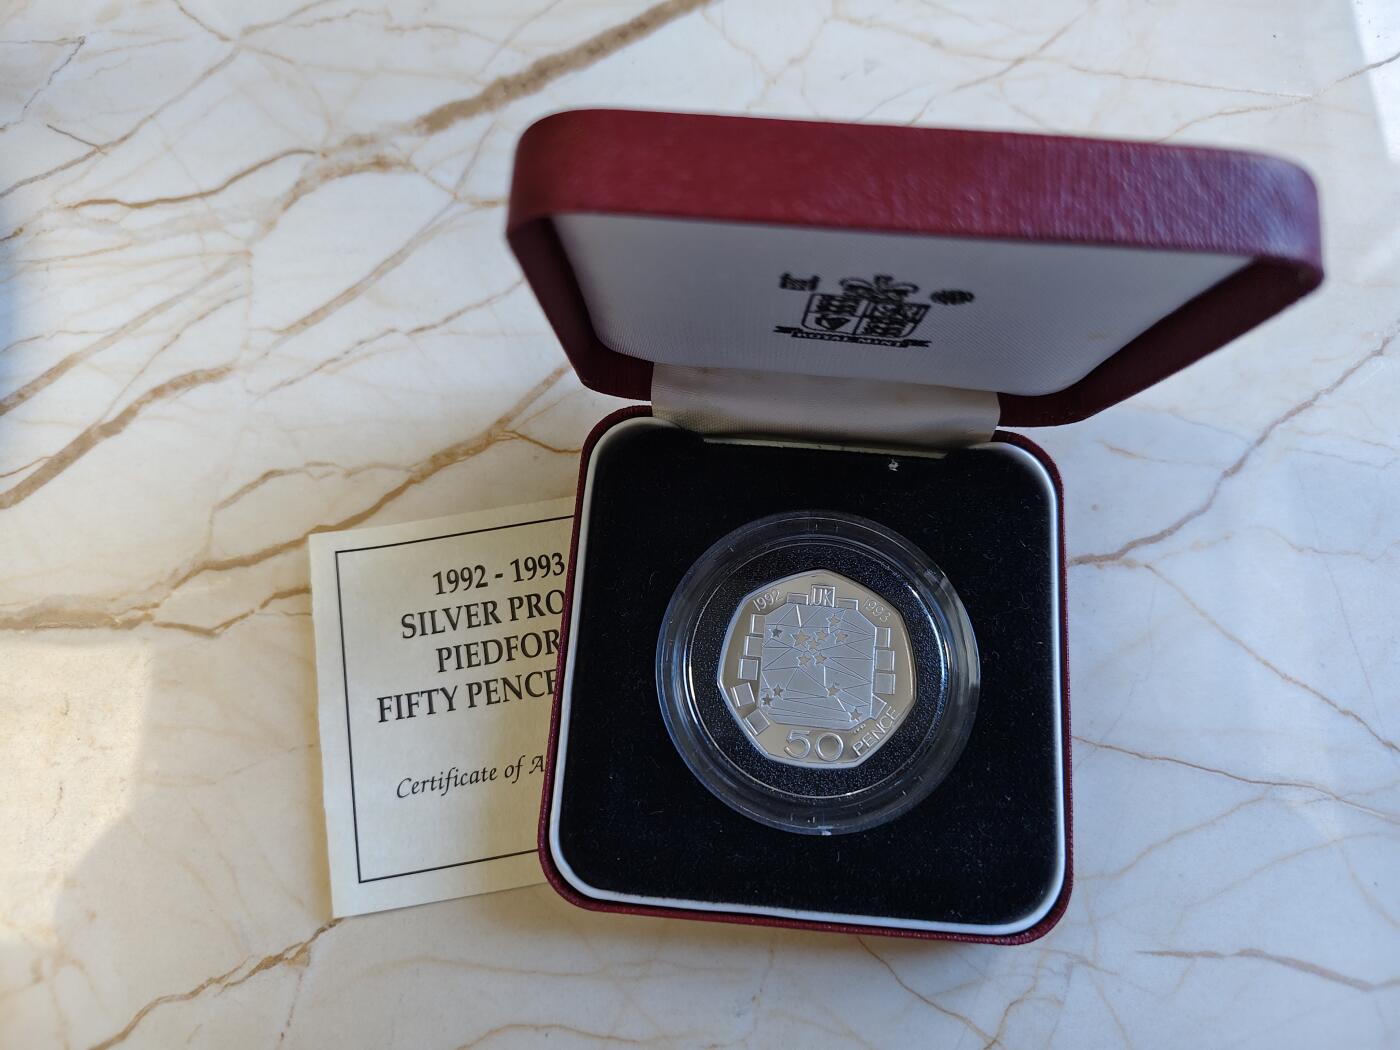 ROYAL MINT
1992 - 1993
SILVER PRO
PIEDFOR
FIFTY PENCE
Certificate of A
1992 UK 1993
50 PENCE